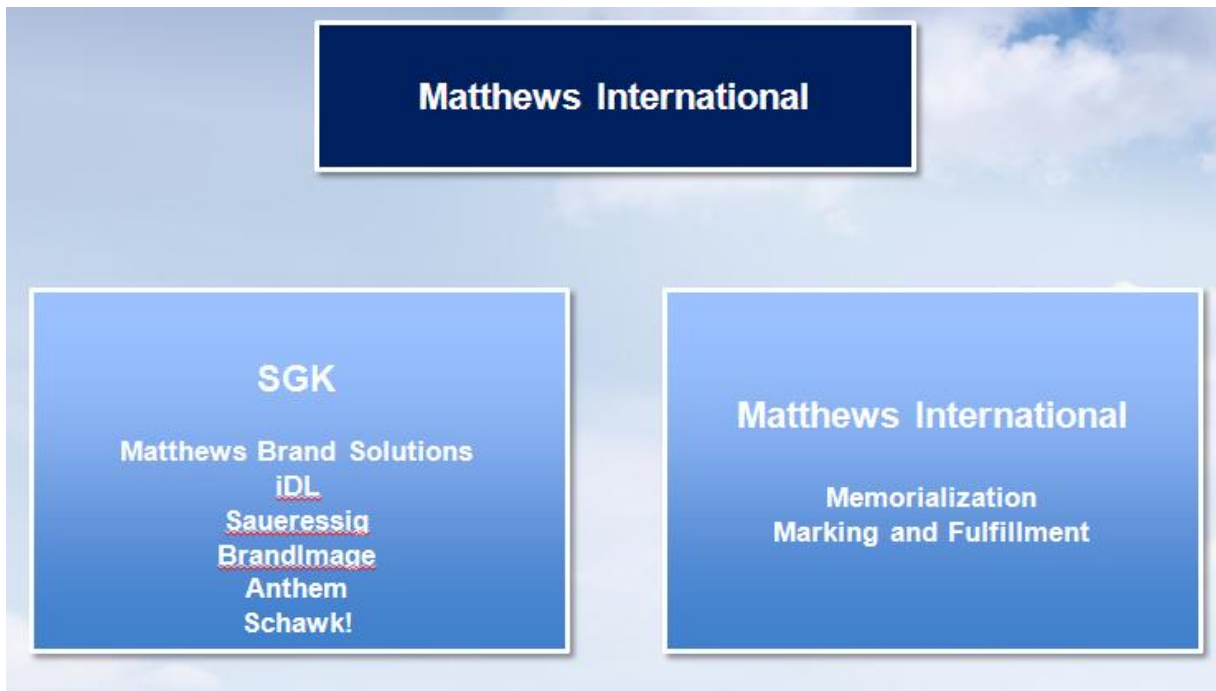 Matthews International
SGK
Matthews Brand Solutions
iDL
Saueressig
BrandImage
Anthem
Schawk!
Matthews International
Memorialization
Marking and Fulfillment